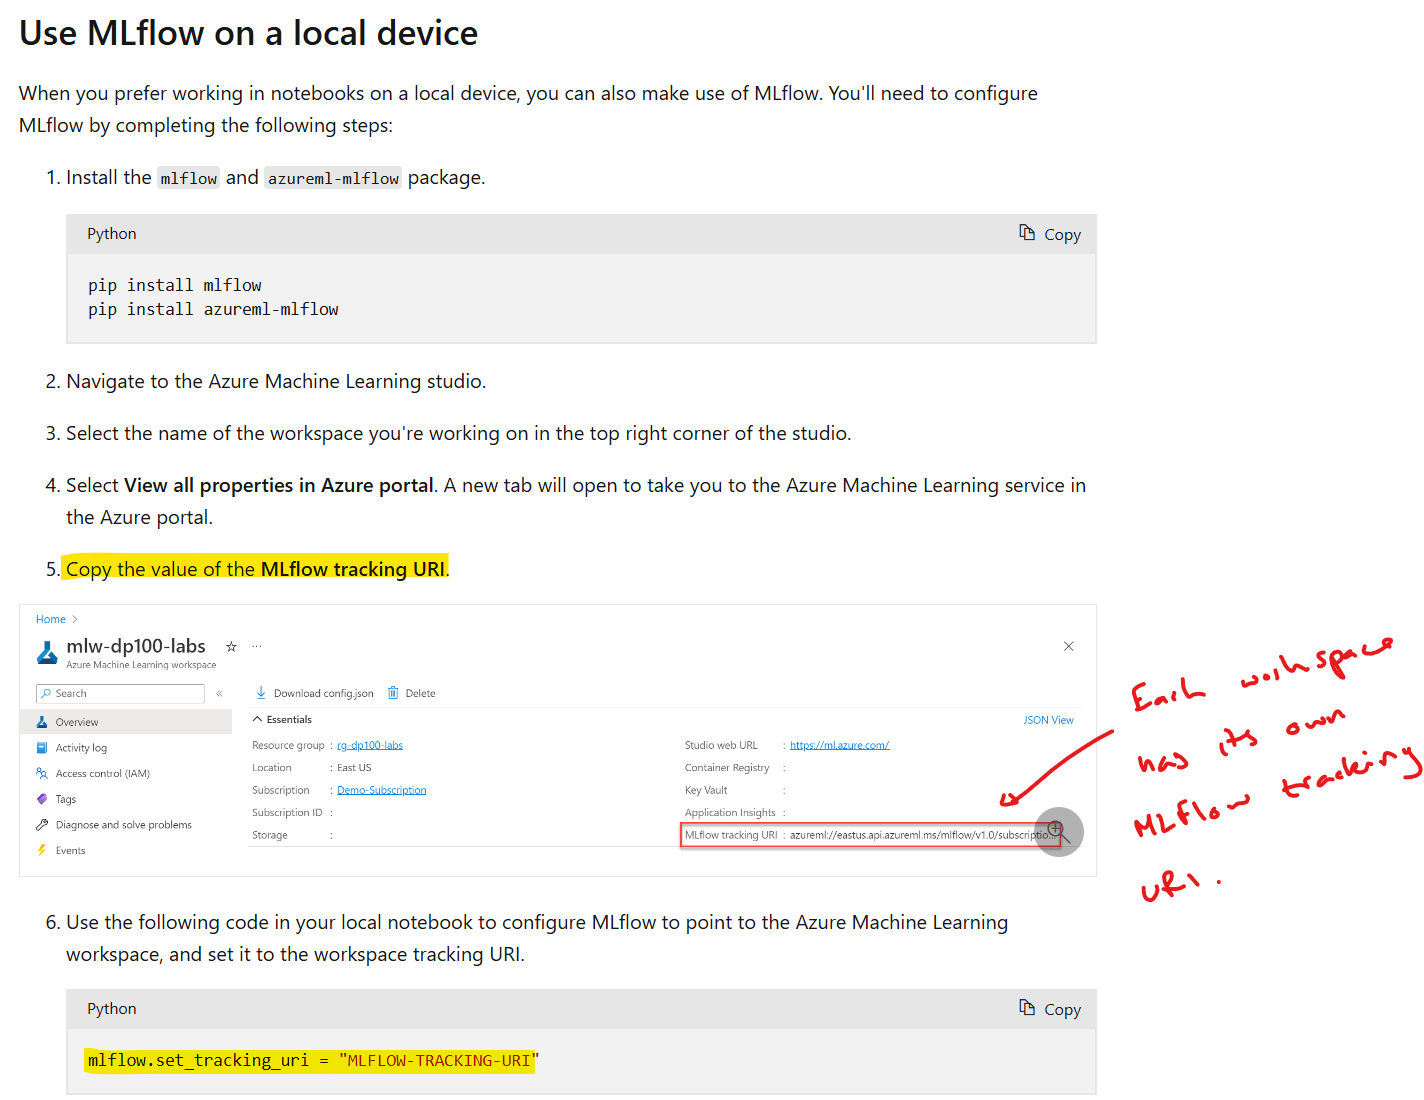 Use MLflow on a local device
When you prefer working in notebooks on a local device, you can also make use of MLflow. You'll need to configure
MLflow by completing the following steps:
1. Install the mlflow and azureml-mlflow package.
Python
Copy
pip install mlflow
pip install azureml-mlflow
2. Navigate to the Azure Machine Learning studio.
3. Select the name of the workspace you're working on in the top right corner of the studio.
4. Select View all properties in Azure portal. A new tab will open to take you to the Azure Machine Learning service in
the Azure portal.
5. Copy the value of the MLflow tracking URI.
Home >
mlw-dp100-labs ☆ ...
Azure Machine Learning workspace
Search «
Overview
Activity log
Access control (IAM)
Tags
Diagnose and solve problems
Events
Download config.json Delete
Essentials
JSON View
Resource group : rg-dp100-labs
Location : East US
Subscription : Demo-Subscription
Subscription ID :
Storage :
Studio web URL : https://ml.azure.com/
Container Registry :
Key Vault :
Application Insights :
MLflow tracking URI : azureml://eastus.api.azureml.ms/mlflow/v1.0/subscriptio...
Each workspace
has its own
MLFlow tracking
URI.
6. Use the following code in your local notebook to configure MLflow to point to the Azure Machine Learning
workspace, and set it to the workspace tracking URI.
Python
Copy
mlflow.set_tracking_uri = "MLFLOW-TRACKING-URI"